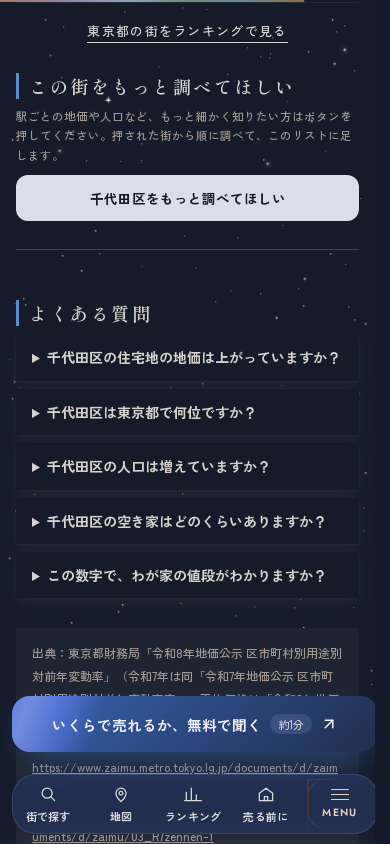 東京都の街をランキングで見る
この街をもっと調べてほしい
駅ごとの地価や人口など、もっと細かく知りたい方はボタンを
押してください。押された街から順に調べて、このリストに足
します。
千代田区をもっと調べてほしい
よくある質問
▶ 千代田区の住宅地の地価は上がっていますか？
▶ 千代田区は東京都で何位ですか？
▶ 千代田区の人口は増えていますか？
▶ 千代田区の空き家はどのくらいありますか？
▶ この数字で、わが家の値段がわかりますか？
出典：東京都財務局「令和8年地価公示 区市町村別用途別
対前年変動率」（令和7年は同「令和7年地価公示 区市町
いくらで売れるか、無料で聞く 約1分
https://www.zaimu.metro.tokyo.lg.jp/documents/d/zaim
街で探す 地図 ランキング 売る前に MENU
uments/d/zaimu/03_R7zennen-1